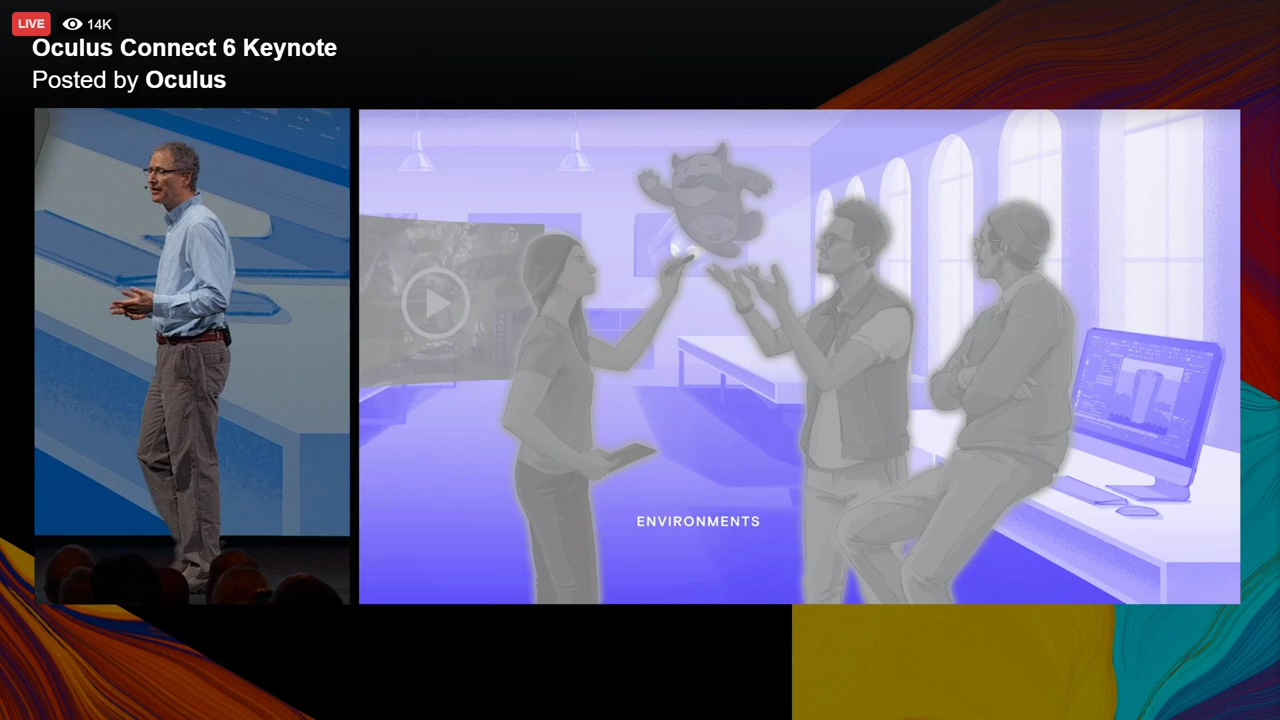 LIVE 14K
Oculus Connect 6 Keynote
Posted by Oculus
ENVIRONMENTS